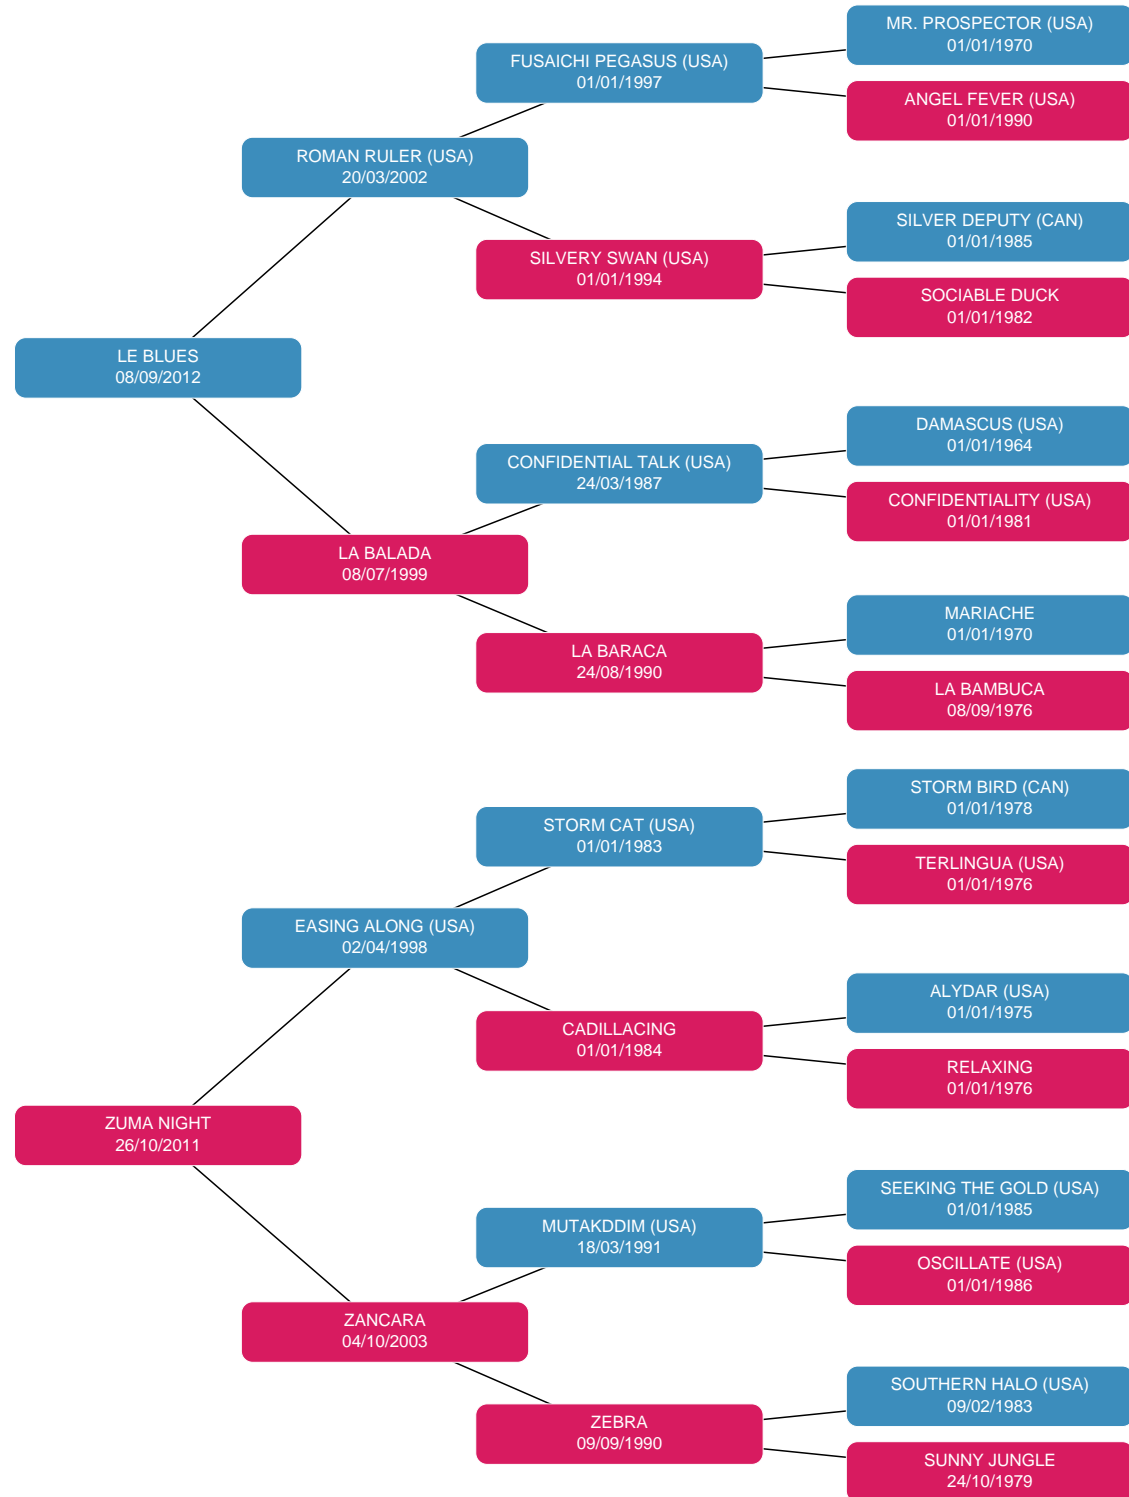 MR. PROSPECTOR (USA)
01/01/1970
FUSAICHI PEGASUS (USA)
01/01/1997
ANGEL FEVER (USA)
01/01/1990
ROMAN RULER (USA)
20/03/2002
SILVER DEPUTY (CAN)
01/01/1985
SILVERY SWAN (USA)
01/01/1994
SOCIABLE DUCK
01/01/1982
LE BLUES
08/09/2012
DAMASCUS (USA)
01/01/1964
CONFIDENTIAL TALK (USA)
24/03/1987
CONFIDENTIALITY (USA)
01/01/1981
LA BALADA
08/07/1999
MARIACHE
01/01/1970
LA BARACA
24/08/1990
LA BAMBUCA
08/09/1976
STORM BIRD (CAN)
01/01/1978
STORM CAT (USA)
01/01/1983
TERLINGUA (USA)
01/01/1976
EASING ALONG (USA)
02/04/1998
ALYDAR (USA)
01/01/1975
CADILLACING
01/01/1984
RELAXING
01/01/1976
ZUMA NIGHT
26/10/2011
SEEKING THE GOLD (USA)
01/01/1985
MUTAKDDIM (USA)
18/03/1991
OSCILLATE (USA)
01/01/1986
ZANCARA
04/10/2003
SOUTHERN HALO (USA)
09/02/1983
ZEBRA
09/09/1990
SUNNY JUNGLE
24/10/1979